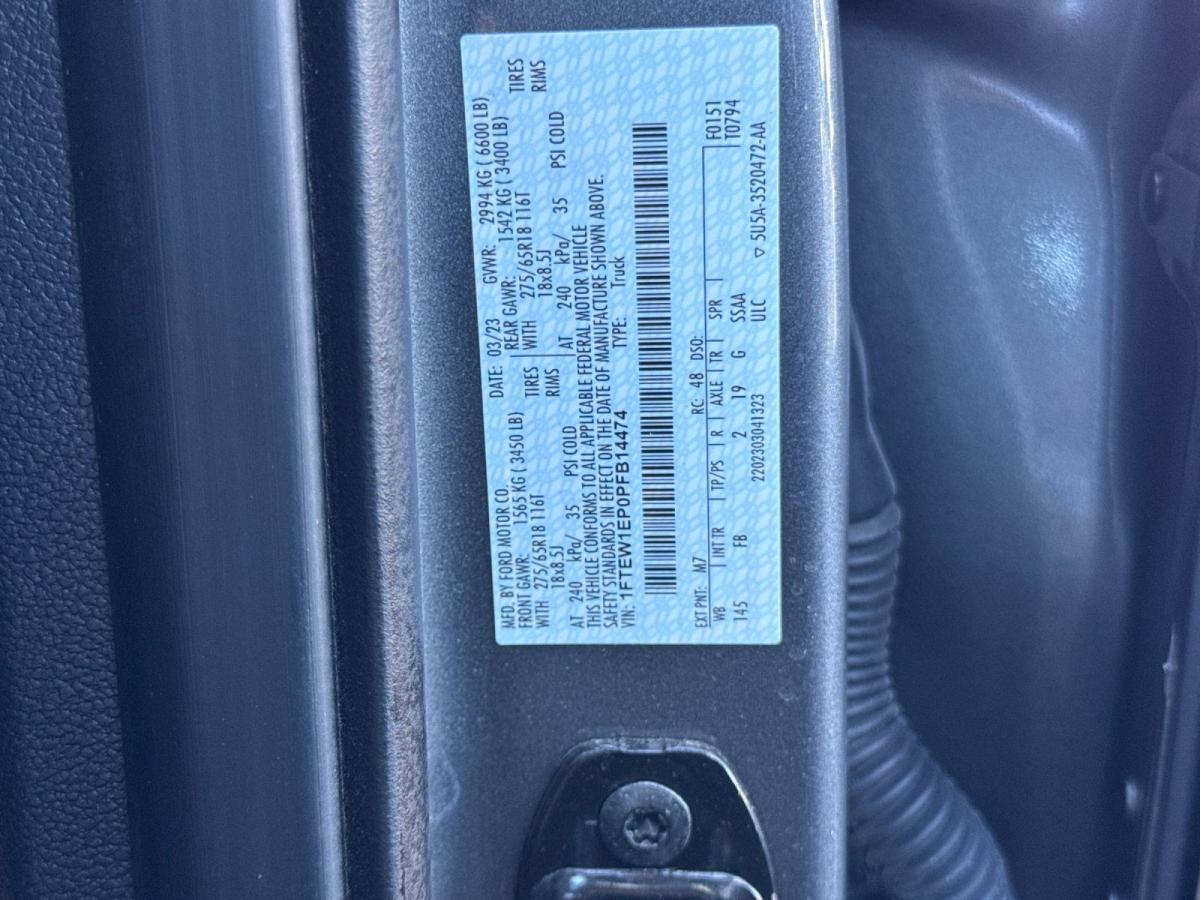 MFD. BY FORD MOTOR CO.
DATE: 03/23 GVWR: 2994 KG ( 6600 LB)
FRONT GAWR: 1565 KG ( 3450 LB)
REAR GAWR: 1542 KG ( 3400 LB)
WITH 275/65R18 116T TIRES
WITH 275/65R18 116T TIRES
18x8.5J RIMS
18x8.5J RIMS
AT 240 kPa/ 35 PSI COLD
AT 240 kPa/ 35 PSI COLD
THIS VEHICLE CONFORMS TO ALL APPLICABLE FEDERAL MOTOR VEHICLE
SAFETY STANDARDS IN EFFECT ON THE DATE OF MANUFACTURE SHOWN ABOVE.
VIN: 1FTEW1EP0PFB14474 TYPE: Truck
EXT PNT: M7 RC: 48 DSO: F0151
WB INT TR TP/PS R AXLE TR SPR T0794
145 FB 2 19 G SSAA
2202303041323 ULC ▽ 5U5A-3520472-AA